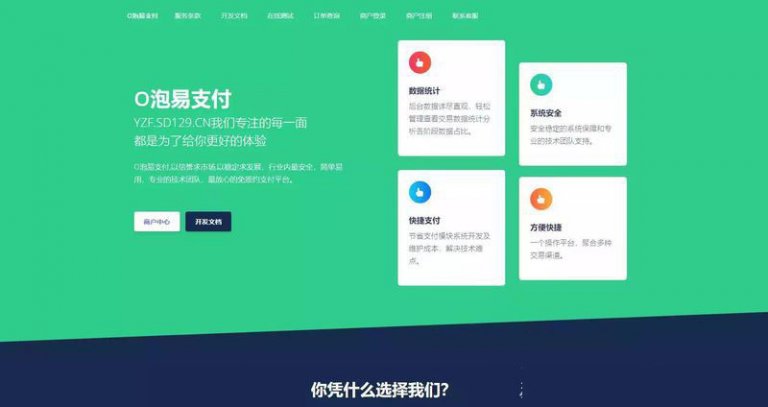 O泡易支付 服务条款 开发文档 在线测试 订单查询 商户登录 商户注册 联系客服
O泡易支付
YZF.SD129.CN我们专注的每一面
都是为了给你更好的体验
O泡易支付,以信誉求市场,以稳定求发展，行业内最安全，简单易
用，专业的技术团队，最放心的免签约支付平台。
商户中心 开发文档
数据统计
后台数据详尽直观，轻松
管理查看交易数据统计分
析各阶段数据占比。
系统安全
安全稳定的系统保障和专
业的技术团队支持。
快捷支付
节省支付模块系统开发及
维护成本，解决技术难
点。
方便快捷
一个操作平台，聚合多种
交易渠道。
你凭什么选择我们?